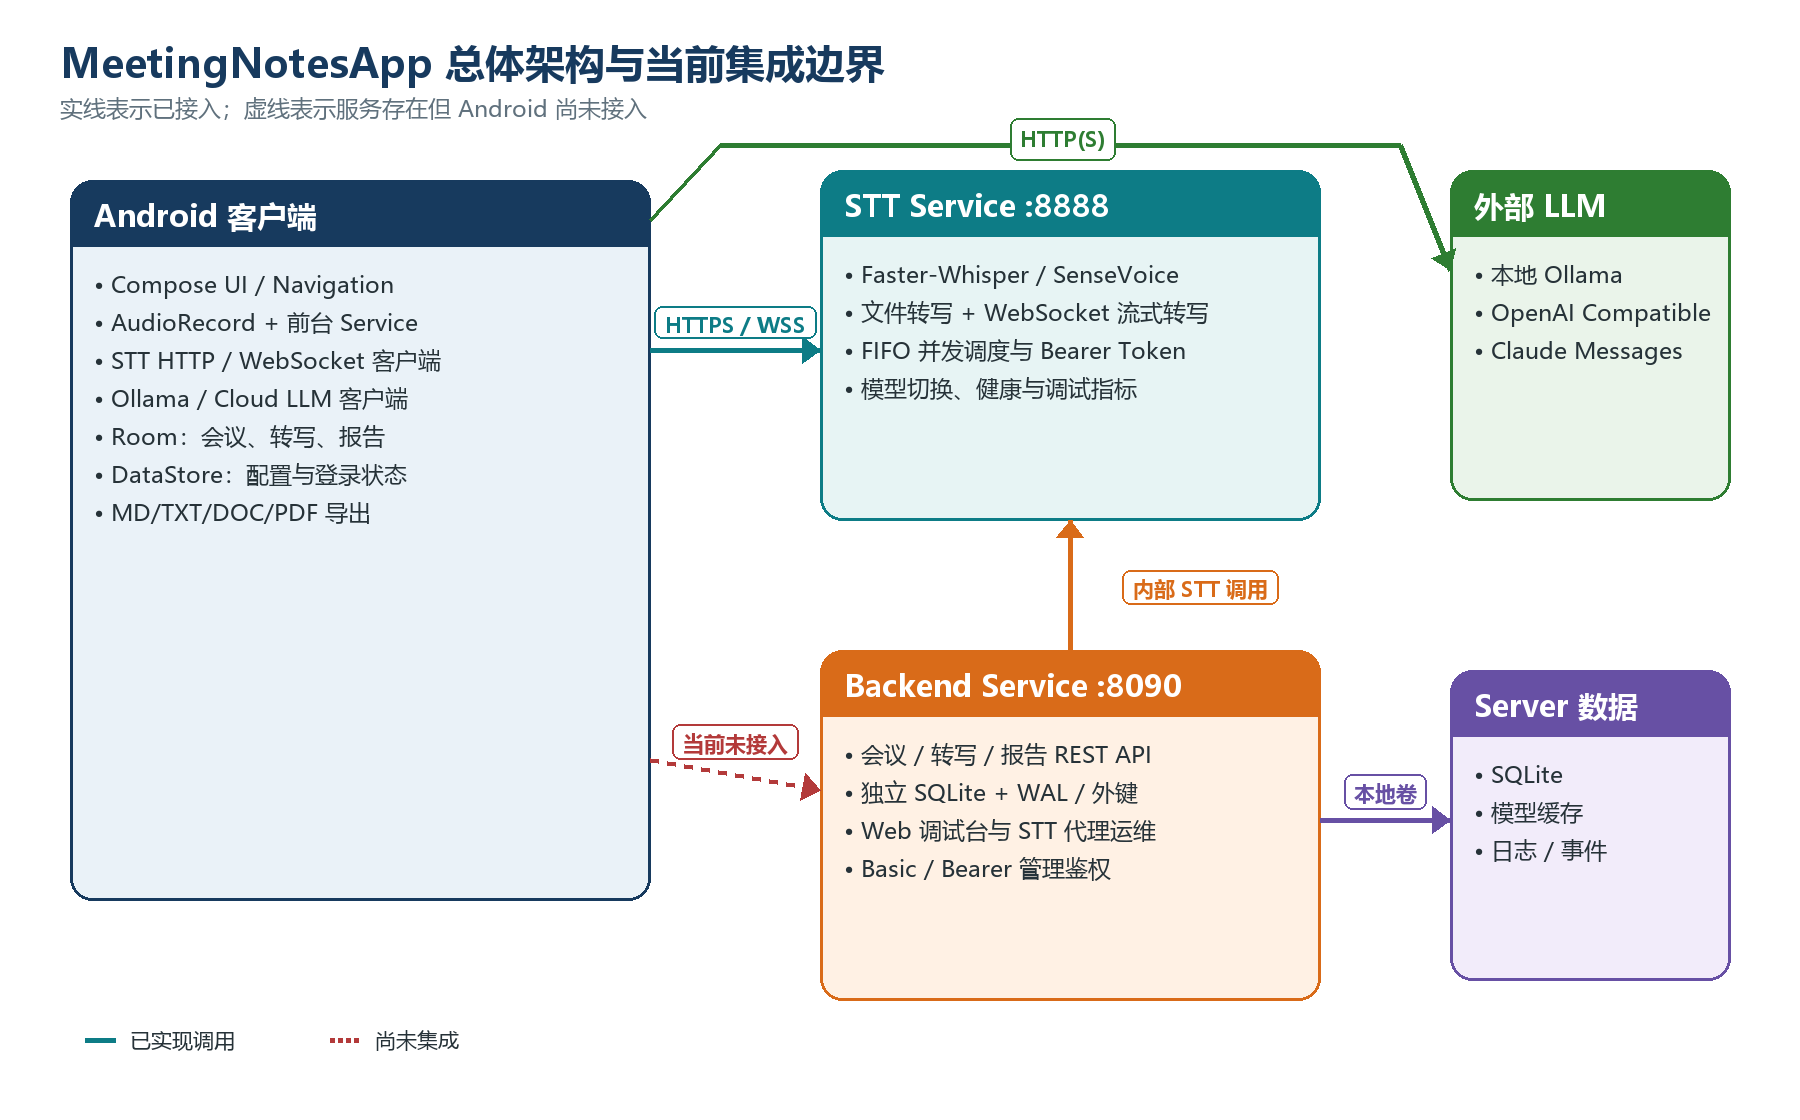 MeetingNotesApp 总体架构与当前集成边界
实线表示已接入；虚线表示服务存在但 Android 尚未接入
HTTP(S)
Android 客户端
• Compose UI / Navigation
• AudioRecord + 前台 Service
• STT HTTP / WebSocket 客户端
• Ollama / Cloud LLM 客户端
• Room：会议、转写、报告
• DataStore：配置与登录状态
• MD/TXT/DOC/PDF 导出
HTTPS / WSS
STT Service :8888
• Faster-Whisper / SenseVoice
• 文件转写 + WebSocket 流式转写
• FIFO 并发调度与 Bearer Token
• 模型切换、健康与调试指标
外部 LLM
• 本地 Ollama
• OpenAI Compatible
• Claude Messages
内部 STT 调用
当前未接入
Backend Service :8090
• 会议 / 转写 / 报告 REST API
• 独立 SQLite + WAL / 外键
• Web 调试台与 STT 代理运维
• Basic / Bearer 管理鉴权
本地卷
Server 数据
• SQLite
• 模型缓存
• 日志 / 事件
已实现调用
尚未集成